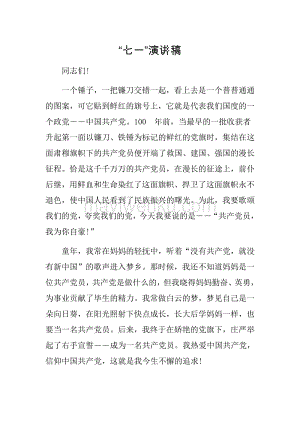 “七一”演讲稿
同志们!
一个锤子，一把镰刀交错一起，看上去是一个普普通通
的图案，可它贴到鲜红的旗号上，它就是代表我们国度的一
个政党——中国共产党。100 年前，当最早的一批收获者
升起第一面以镰刀、铁锤为标记的鲜红的党旗时，集结在这
面肃穆旗帜下的共产党员便开端了救国、建国、强国的漫长
征程。恰是这千千万万的共产党员，在漫长的征途上，前仆
后继，用鲜血和生命染红了这面旗帜、捍卫了这面旗帜永不
退色，使中国人民看到了民族振兴的曙光。为此，我要歌颂
我们的党，夸奖我们的党，今天我要说的是——“共产党员，
我为你自豪!”
童年，我常在妈妈的轻抚中，听着“没有共产党，就没
有新中国”的歌声进入梦乡。那时候，我还不知道妈妈是一
位共产党员，共产党是做什么的，但我晓得妈妈勤奋、英勇，
为事业贡献了毕生的精力。我常做白云的梦，梦见自己是一
朵向日葵，在阳光照射下快点成长，长大后学妈妈一样，也
要当一名共产党员。后来，我终于在娇艳的党旗下，庄严举
起了右手宣誓——成为一名共产党员。我热爱中国共产党，
信仰中国共产党，这就是我今生不懈的追求!